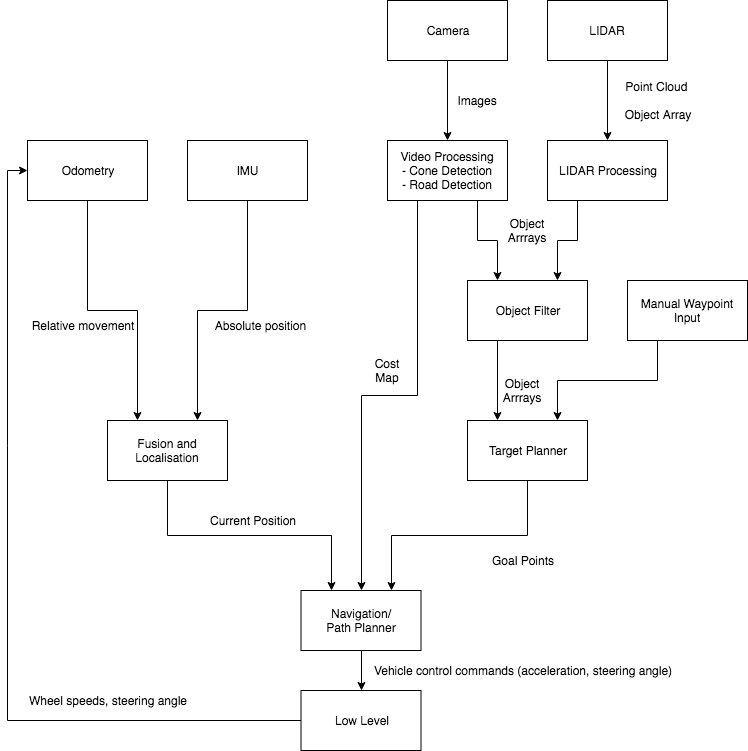 Camera
LIDAR
Images
Point Cloud
Object Array
Odometry
IMU
Video Processing
- Cone Detection
- Road Detection
LIDAR Processing
Object
Arrrays
Object Filter
Manual Waypoint
Input
Relative movement
Absolute position
Cost
Map
Object
Arrrays
Fusion and
Localisation
Target Planner
Current Position
Goal Points
Navigation/
Path Planner
Vehicle control commands (acceleration, steering angle)
Wheel speeds, steering angle
Low Level